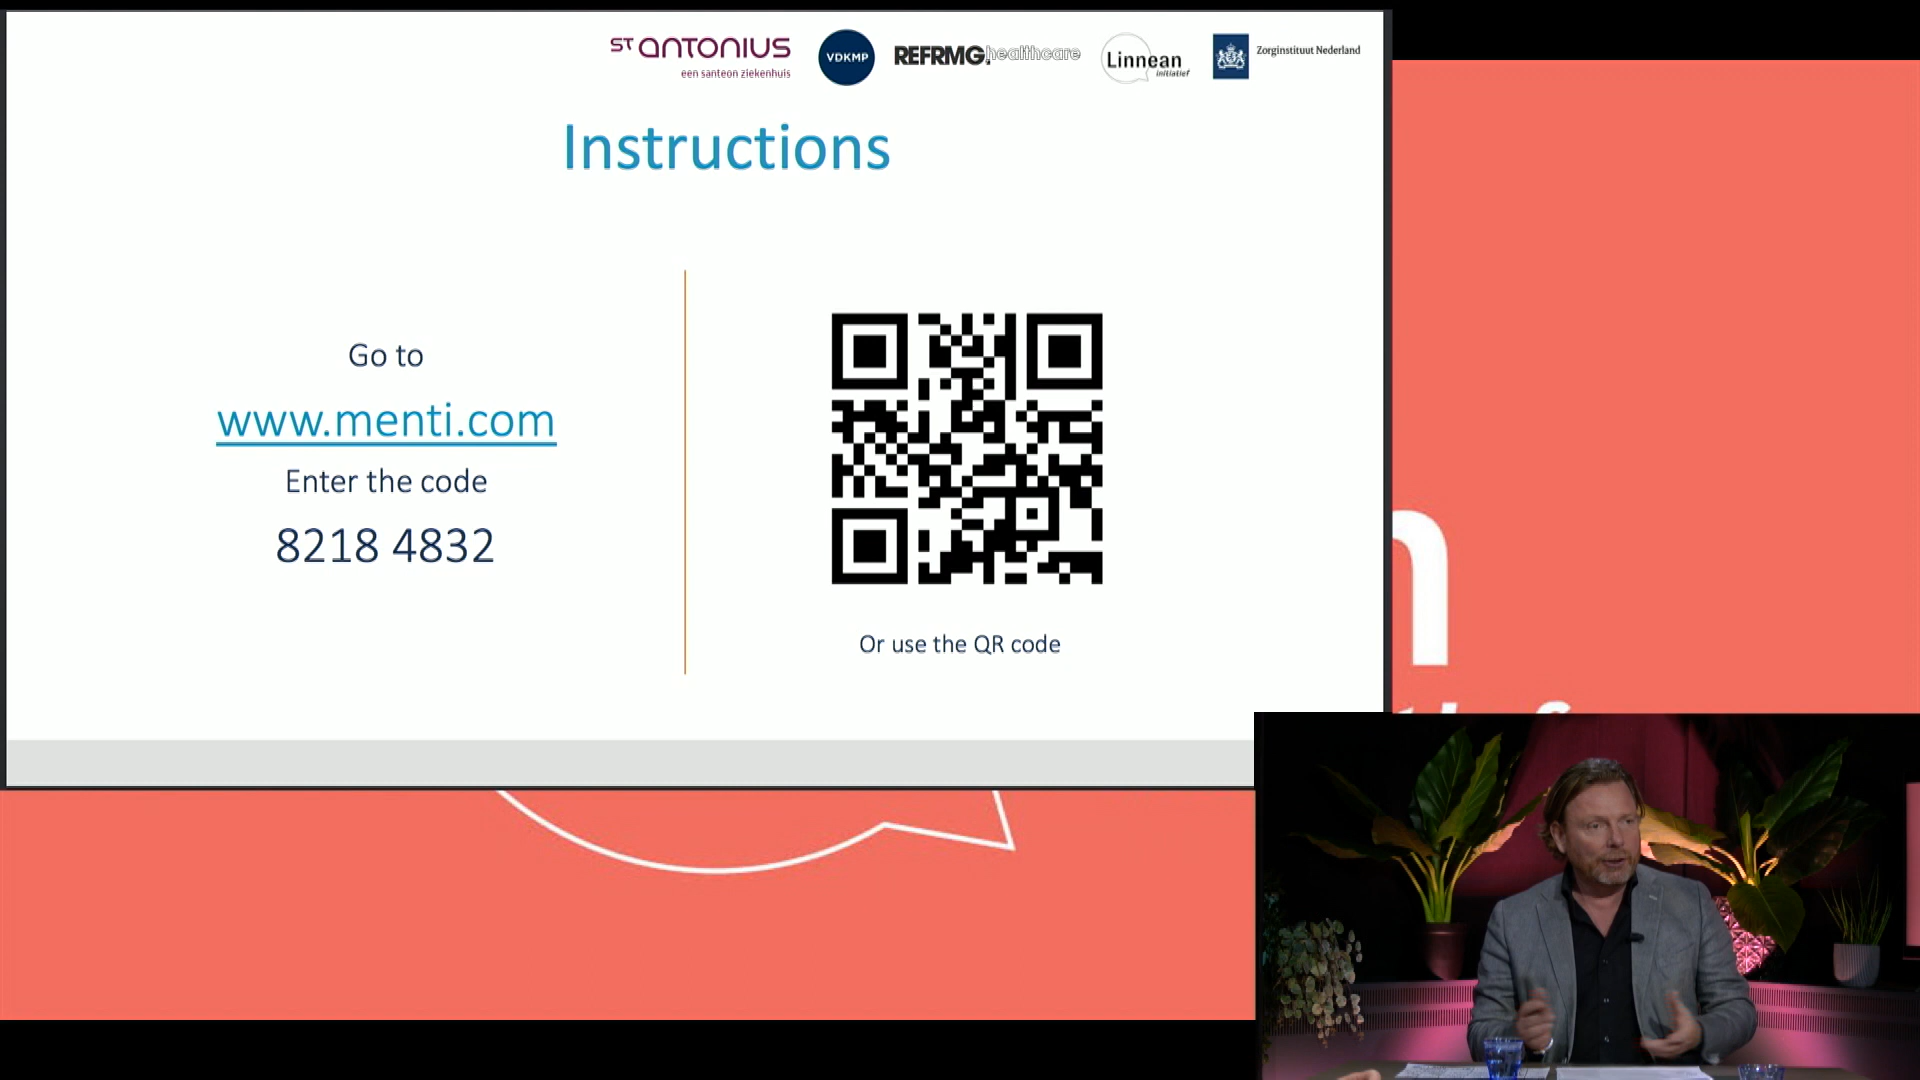 ST ANTONIUS
een santeon ziekenhuis
VDKMP
REFRMG.healthcare
Linnean
initiatief
Zorginstituut Nederland
Instructions
Go to
www.menti.com
Enter the code
8218 4832
Or use the QR code
n